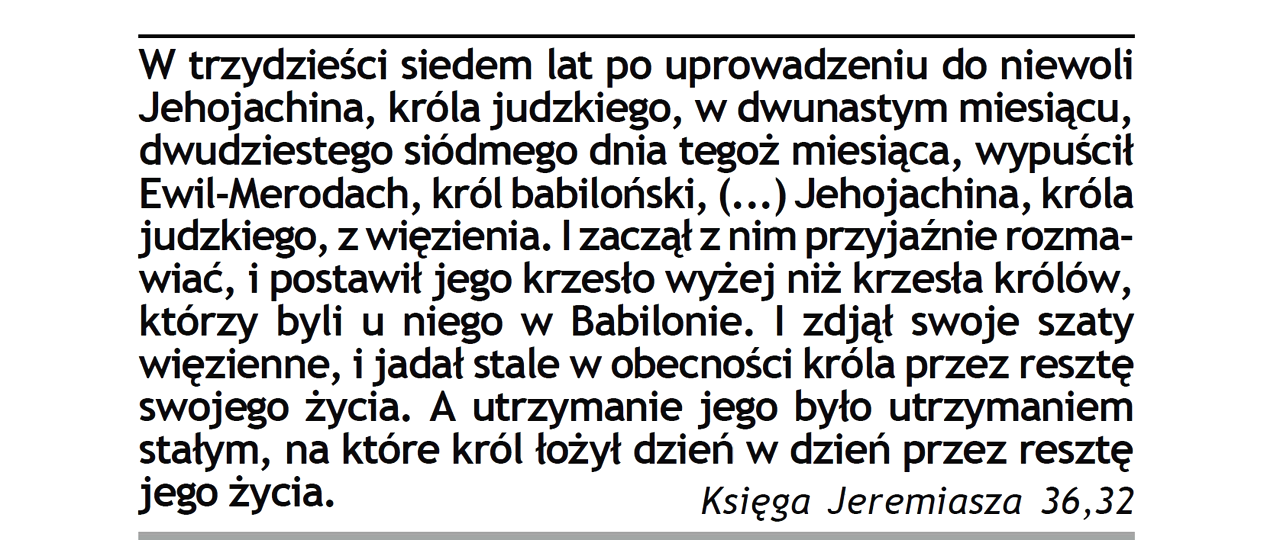 W trzydzieści siedem lat po uprowadzeniu do niewoli
Jehojachina, króla judzkiego, w dwunastym miesiącu,
dwudziestego siódmego dnia tegoż miesiąca, wypuścił
Ewil-Merodach, król babiloński, (...) Jehojachina, króla
judzkiego, z więzienia. I zaczął z nim przyjaźnie rozma-
wiać, i postawił jego krzesło wyżej niż krzesła królów,
którzy byli u niego w Babilonie. I zdjął swoje szaty
więzienne, i jadał stale w obecności króla przez resztę
swojego życia. A utrzymanie jego było utrzymaniem
stałym, na które król łożył dzień w dzień przez resztę
jego życia.
Księga Jeremiasza 36,32